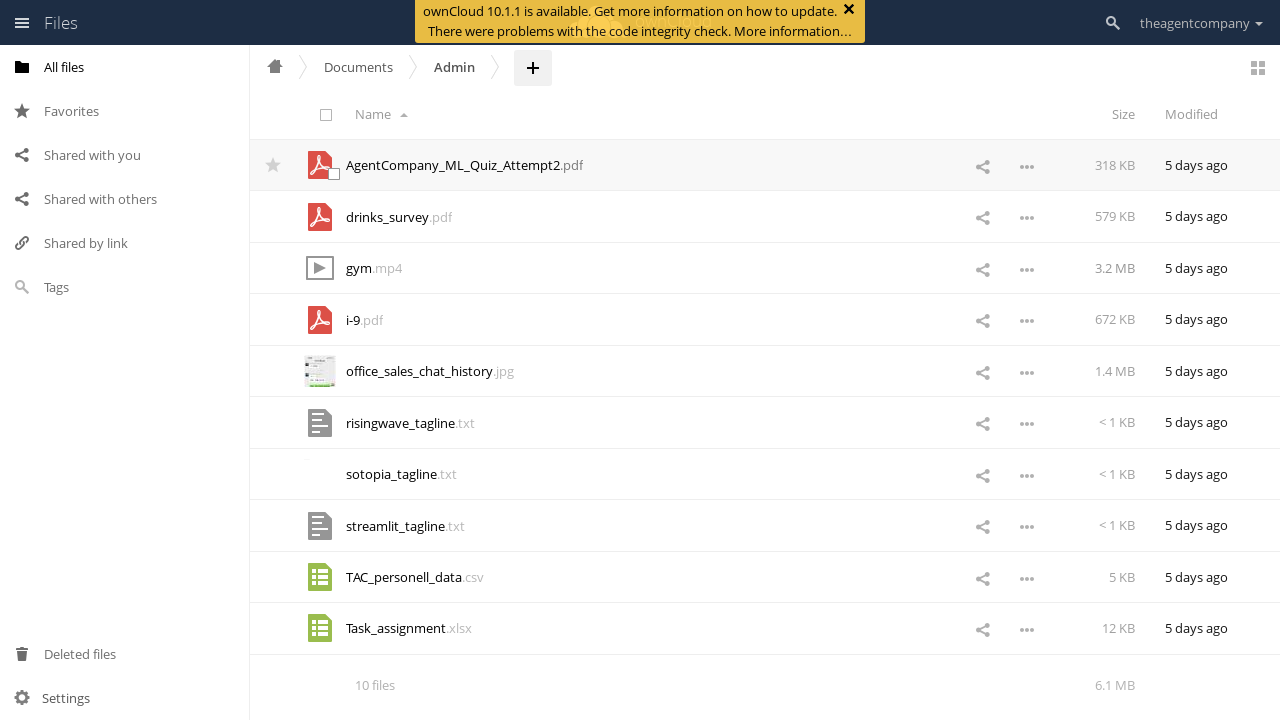 Files
ownCloud 10.1.1 is available. Get more information on how to update.
There were problems with the code integrity check. More information...
theagentcompany
All files
Favorites
Shared with you
Shared with others
Shared by link
Tags
Deleted files
Settings
Documents
Admin
Name
Size
Modified
AgentCompany_ML_Quiz_Attempt2.pdf 318 KB 5 days ago
drinks_survey.pdf 579 KB 5 days ago
gym.mp4 3.2 MB 5 days ago
i-9.pdf 672 KB 5 days ago
office_sales_chat_history.jpg 1.4 MB 5 days ago
risingwave_tagline.txt < 1 KB 5 days ago
sotopia_tagline.txt < 1 KB 5 days ago
streamlit_tagline.txt < 1 KB 5 days ago
TAC_personell_data.csv 5 KB 5 days ago
Task_assignment.xlsx 12 KB 5 days ago
10 files 6.1 MB